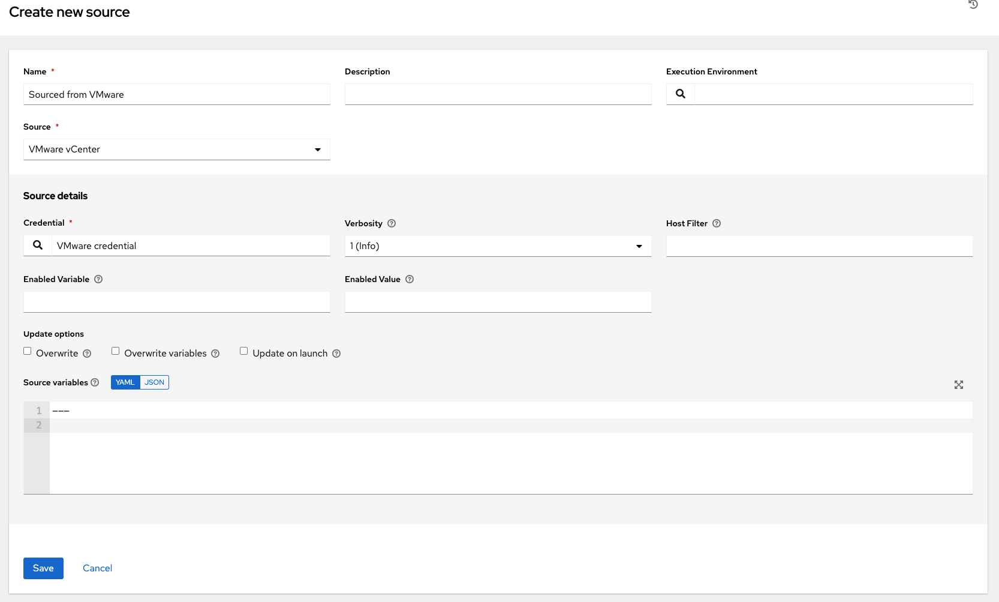 Create new source
Name *
Description
Execution Environment
Sourced from VMware
Source *
VMware vCenter
Source details
Credential *
Verbosity
Host Filter
VMware credential
1 (Info)
Enabled Variable
Enabled Value
Update options
Overwrite
Overwrite variables
Update on launch
Source variables
YAML
JSON
1
---
2
Save
Cancel